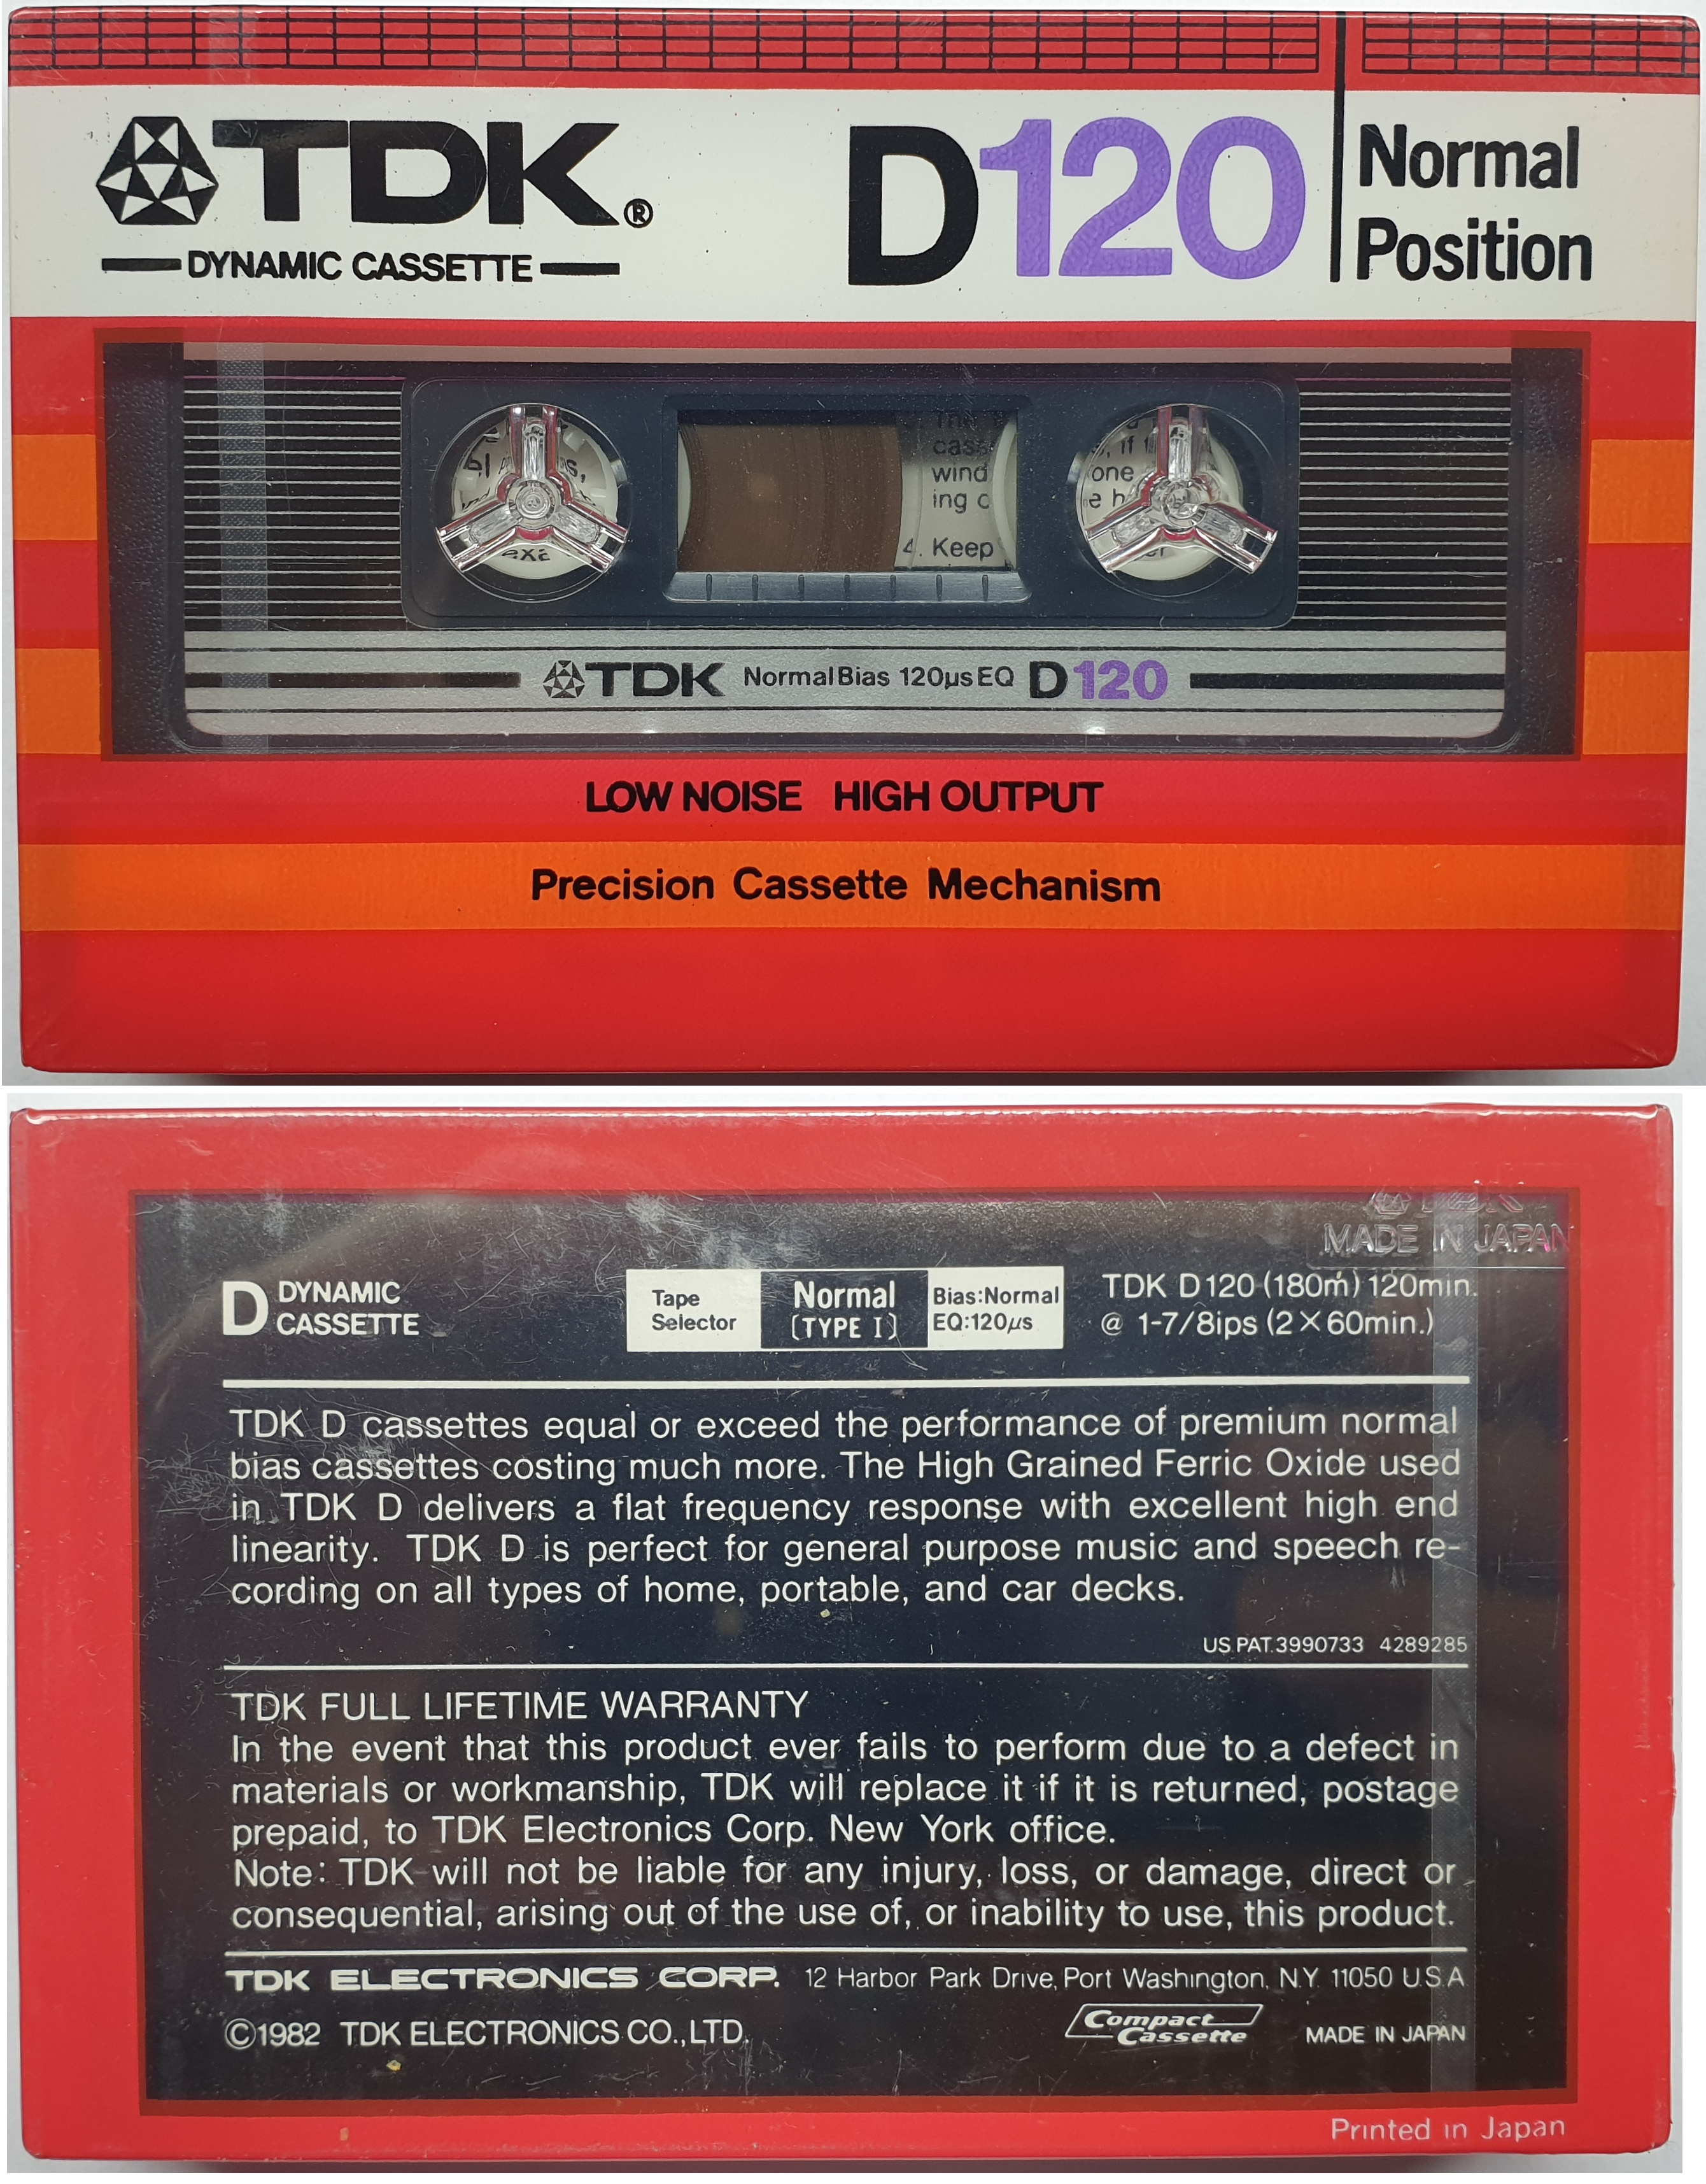 TDK®
DYNAMIC CASSETTE
D120
Normal
Position
The
wind
ing
4. Keep
one
TDK Normal Bias 120μs EQ D120
LOW NOISE HIGH OUTPUT
Precision Cassette Mechanism
TDK
MADE IN JAPAN
D DYNAMIC
CASSETTE
Tape
Selector
Normal
(TYPE I)
Bias:Normal
EQ:120μs
TDK D120 (180m) 120min.
@ 1-7/8ips (2×60min.)
TDK D cassettes equal or exceed the performance of premium normal
bias cassettes costing much more. The High Grained Ferric Oxide used
in TDK D delivers a flat frequency response with excellent high end
linearity. TDK D is perfect for general purpose music and speech re-
cording on all types of home, portable, and car decks.
US PAT.3990733 4289285
TDK FULL LIFETIME WARRANTY
In the event that this product ever fails to perform due to a defect in
materials or workmanship, TDK will replace it if it is returned, postage
prepaid, to TDK Electronics Corp. New York office.
Note: TDK will not be liable for any injury, loss, or damage, direct or
consequential, arising out of the use of, or inability to use, this product.
TDK ELECTRONICS CORP. 12 Harbor Park Drive, Port Washington, N.Y. 11050 U.S.A
©1982 TDK ELECTRONICS CO., LTD.
Compact
Cassette
MADE IN JAPAN
Printed in Japan